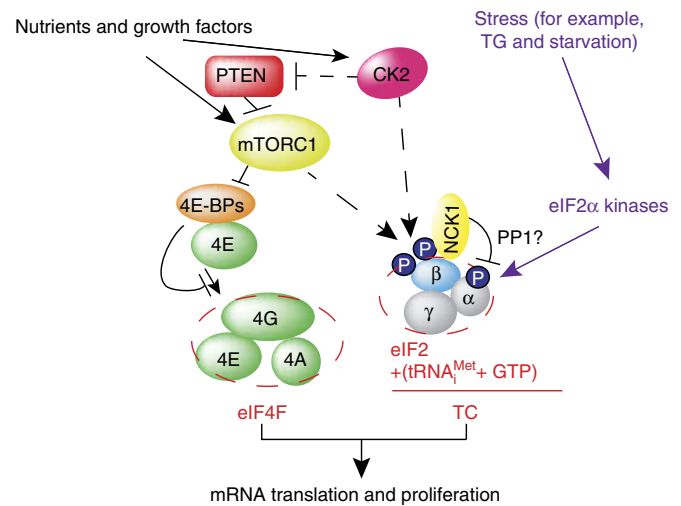 Nutrients and growth factors
Stress (for example,
TG and starvation)
PTEN
CK2
mTORC1
4E-BPs
4E
NCK1
PP1?
eIF2α kinases
P
P
P
β
α
γ
4G
4E
4A
eIF2
+(tRNAᵢᴹᵉᵗ+ GTP)
eIF4F
TC
mRNA translation and proliferation